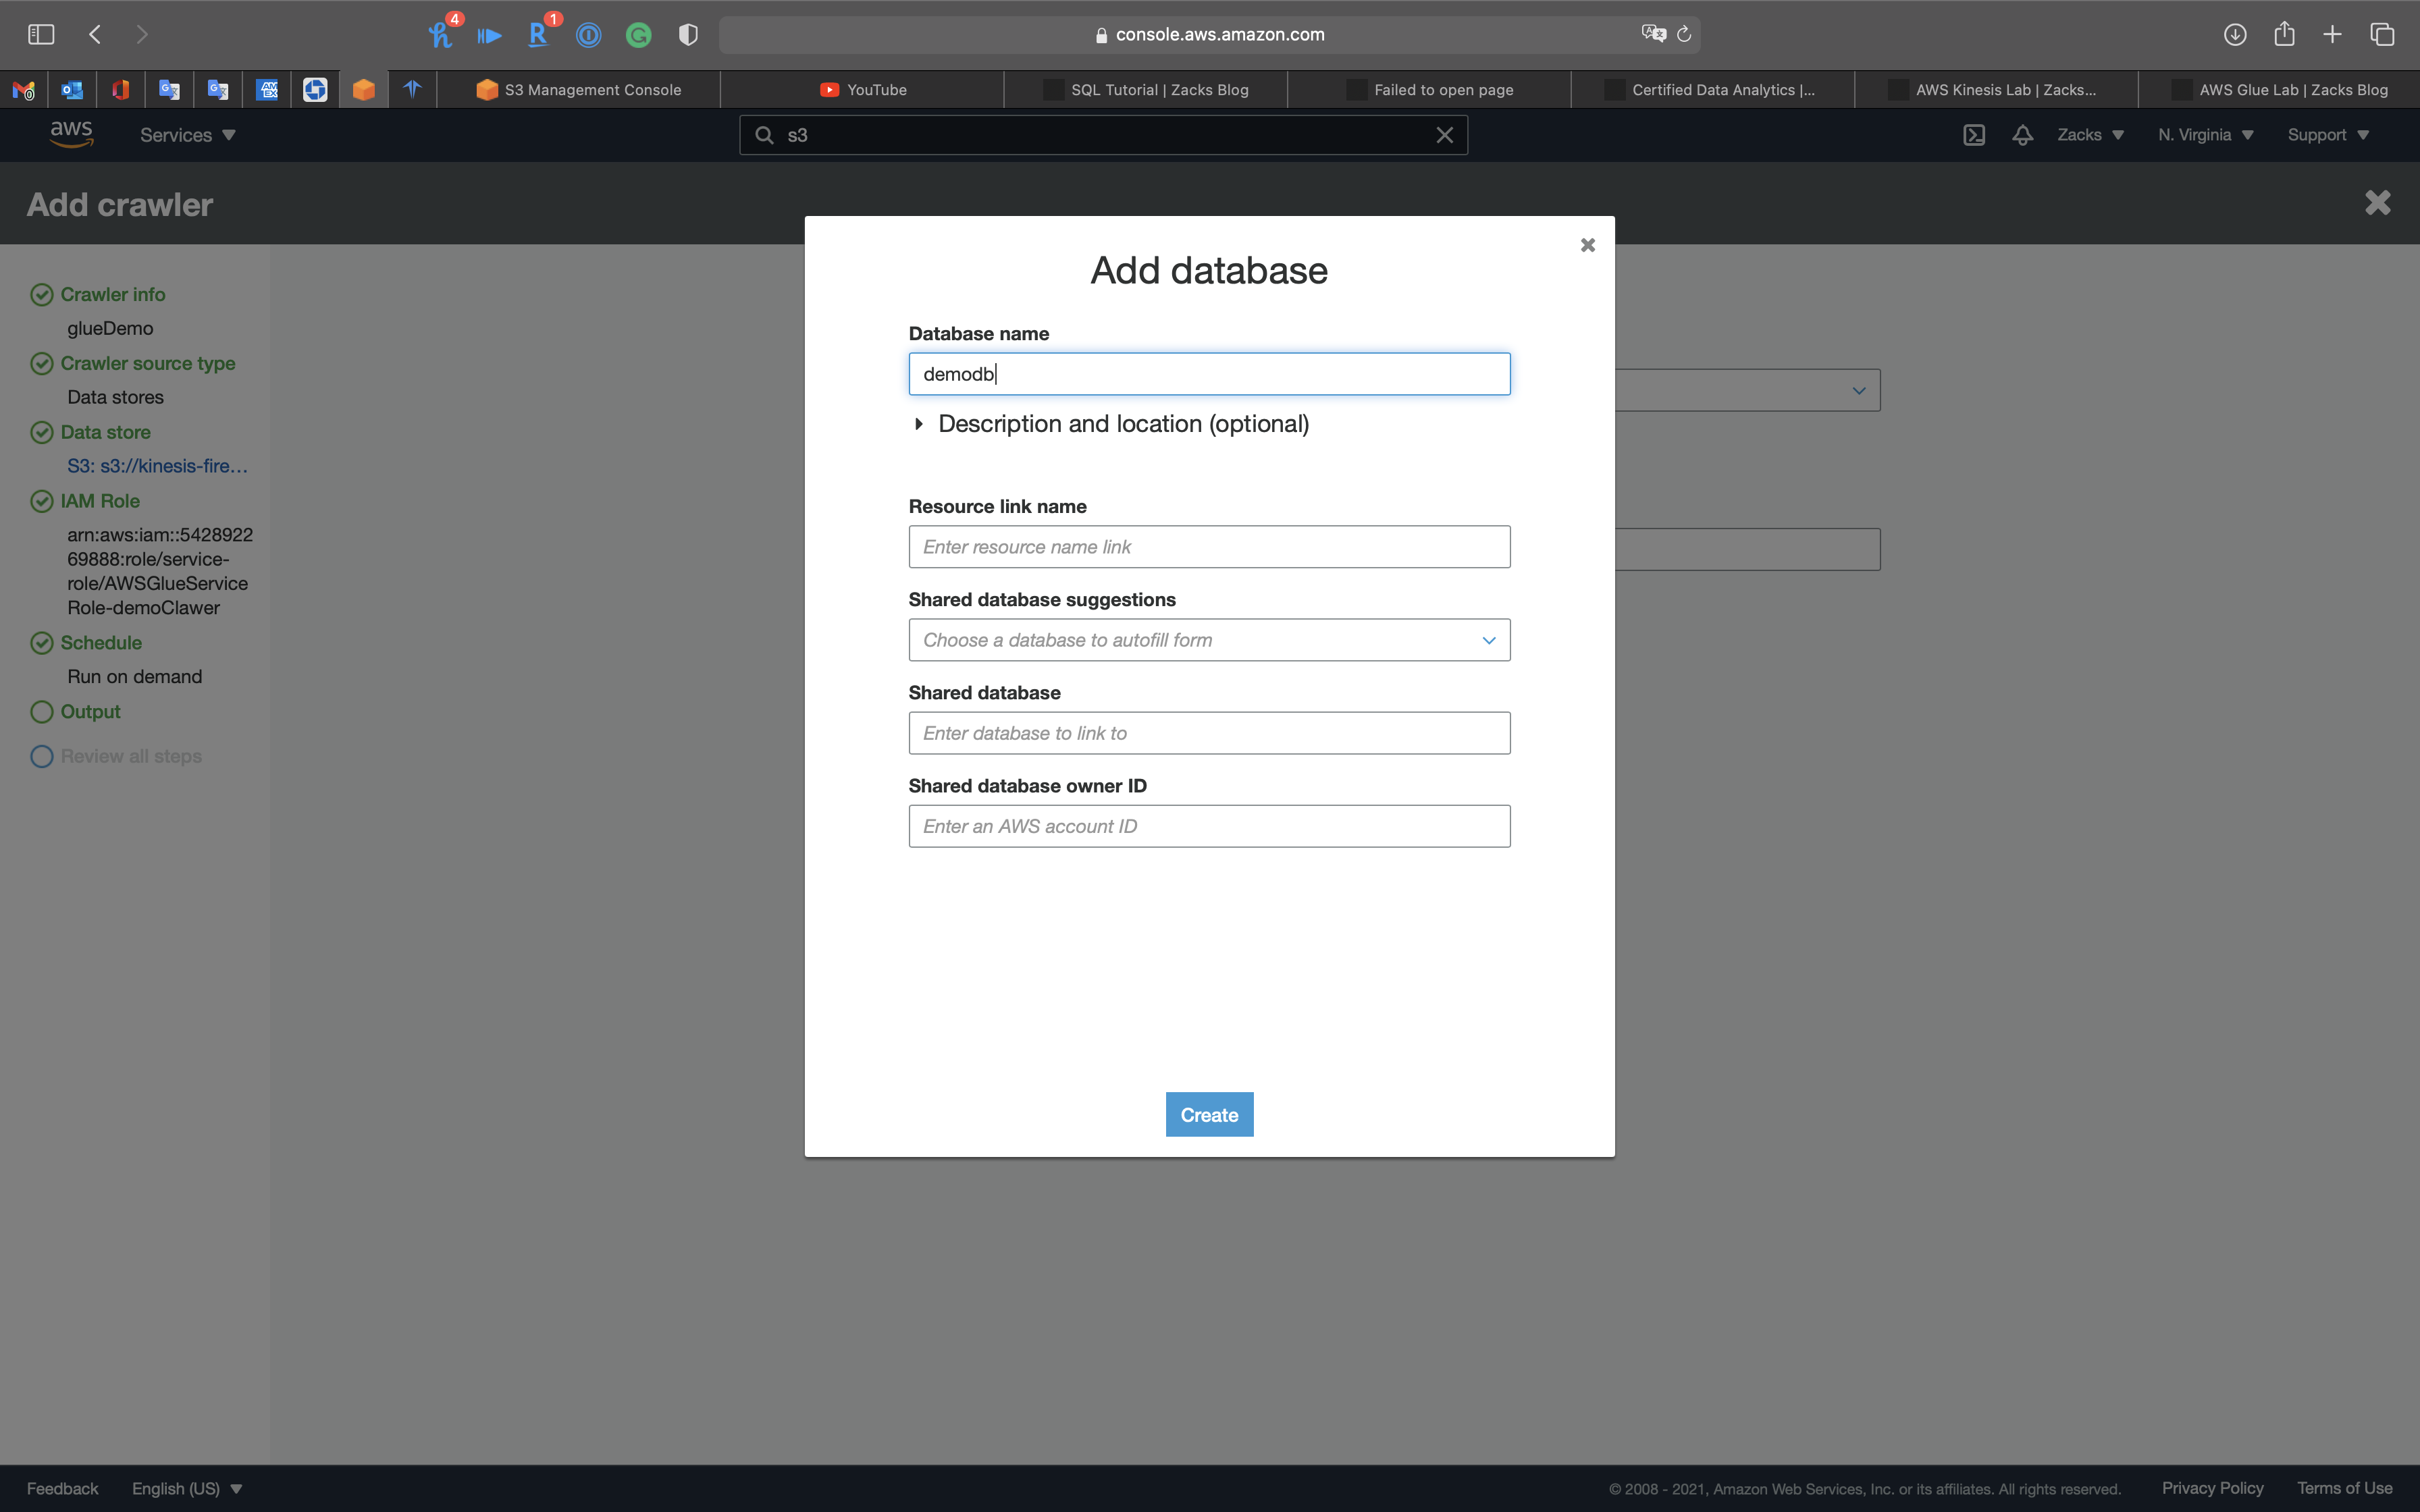 4
1
console.aws.amazon.com
S3 Management Console
YouTube
SQL Tutorial | Zacks Blog
Failed to open page
Certified Data Analytics |...
AWS Kinesis Lab | Zacks...
AWS Glue Lab | Zacks Blog
aws
Services
s3
Zacks
N. Virginia
Support
Add crawler
Crawler info
glueDemo
Crawler source type
Data stores
Data store
S3: s3://kinesis-fire...
IAM Role
arn:aws:iam::5428922
69888:role/service-
role/AWSGlueService
Role-demoClawer
Schedule
Run on demand
Output
Review all steps
Add database
Database name
demodb
Description and location (optional)
Resource link name
Enter resource name link
Shared database suggestions
Choose a database to autofill form
Shared database
Enter database to link to
Shared database owner ID
Enter an AWS account ID
Create
Feedback
English (US)
© 2008 - 2021, Amazon Web Services, Inc. or its affiliates. All rights reserved.
Privacy Policy
Terms of Use